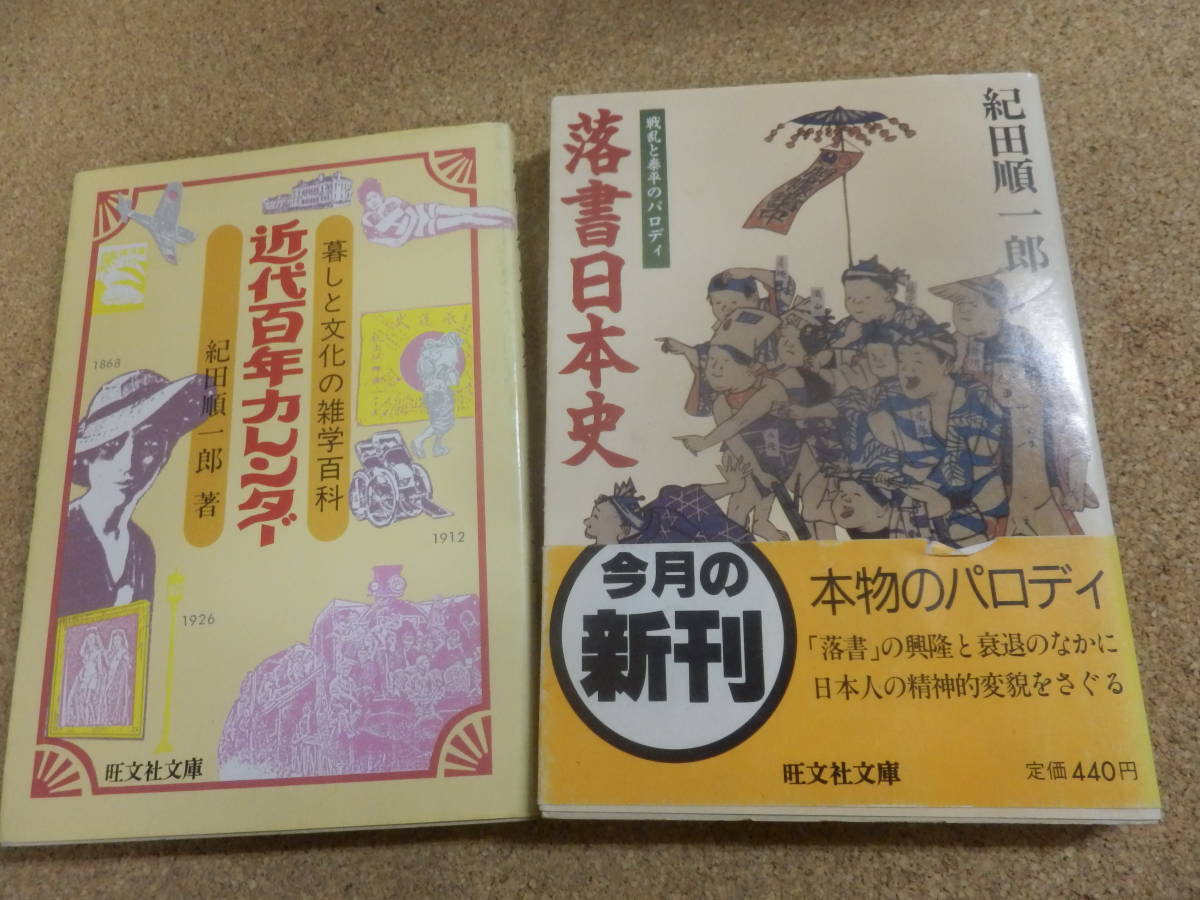 暮しと文化の雑学百科
近代百年カレンダー
紀田順一郎 著
1868
1912
1926
旺文社文庫
紀田順一郎
戦乱と泰平のパロディ
落書日本史
今月の
新刊
本物のパロディ
「落書」の興隆と衰退のなかに
日本人の精神的変貌をさぐる
旺文社文庫
定価440円